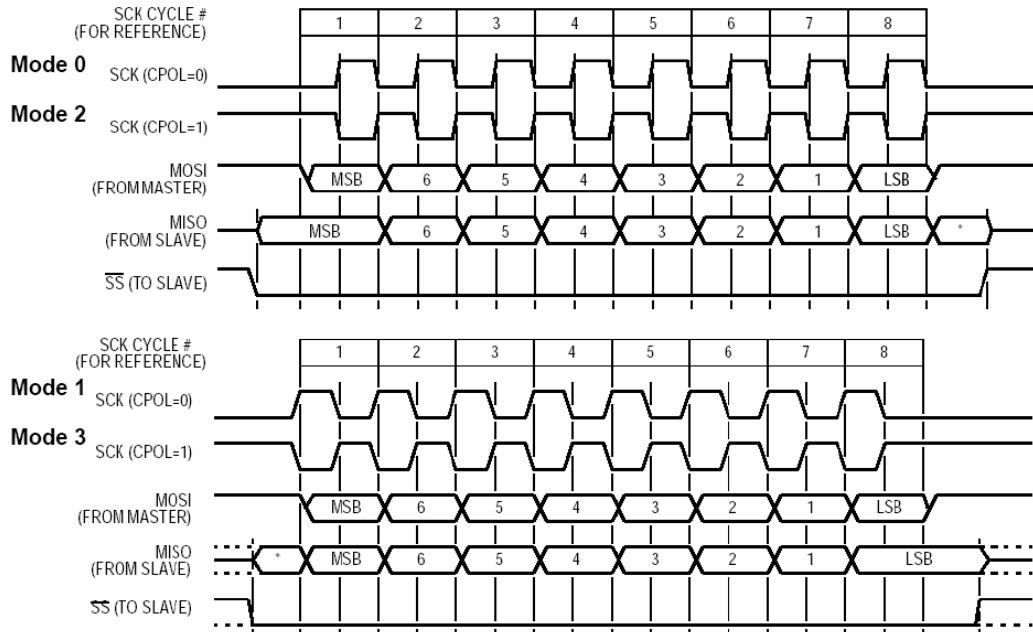 SCK CYCLE #
(FOR REFERENCE)
1 2 3 4 5 6 7 8
Mode 0
SCK (CPOL=0)
Mode 2
SCK (CPOL=1)
MOSI
(FROM MASTER)
MSB 6 5 4 3 2 1 LSB
MISO
(FROM SLAVE)
MSB 6 5 4 3 2 1 LSB *
SS (TO SLAVE)
SCK CYCLE #
(FOR REFERENCE)
1 2 3 4 5 6 7 8
Mode 1
SCK (CPOL=0)
Mode 3
SCK (CPOL=1)
MOSI
(FROM MASTER)
MSB 6 5 4 3 2 1 LSB
MISO
(FROM SLAVE)
* MSB 6 5 4 3 2 1 LSB
SS (TO SLAVE)